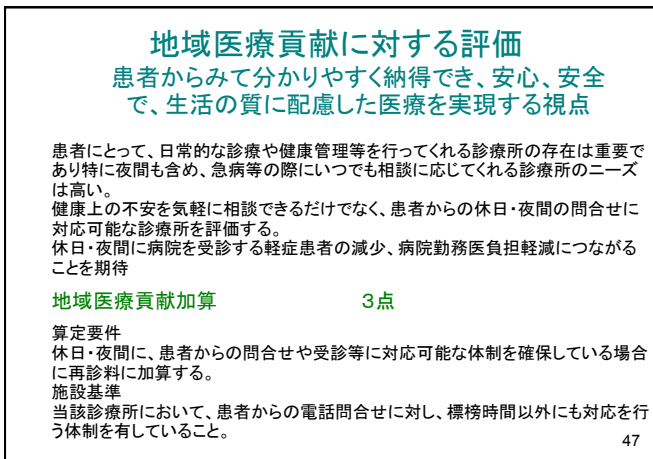 地域医療貢献に対する評価
患者からみて分かりやすく納得でき、安心、安全
で、生活の質に配慮した医療を実現する視点
患者にとって、日常的な診療や健康管理等を行ってくれる診療所の存在は重要で
あり特に夜間も含め、急病等の際にいつでも相談に応じてくれる診療所のニーズ
は高い。
健康上の不安を気軽に相談できるだけでなく、患者からの休日・夜間の問合せに
対応可能な診療所を評価する。
休日・夜間に病院を受診する軽症患者の減少、病院勤務医負担軽減につながる
ことを期待
地域医療貢献加算 3点
算定要件
休日・夜間に、患者からの問合せや受診等に対応可能な体制を確保している場合
に再診料に加算する。
施設基準
当該診療所において、患者からの電話問合せに対し、標榜時間以外にも対応を行
う体制を有していること。
47